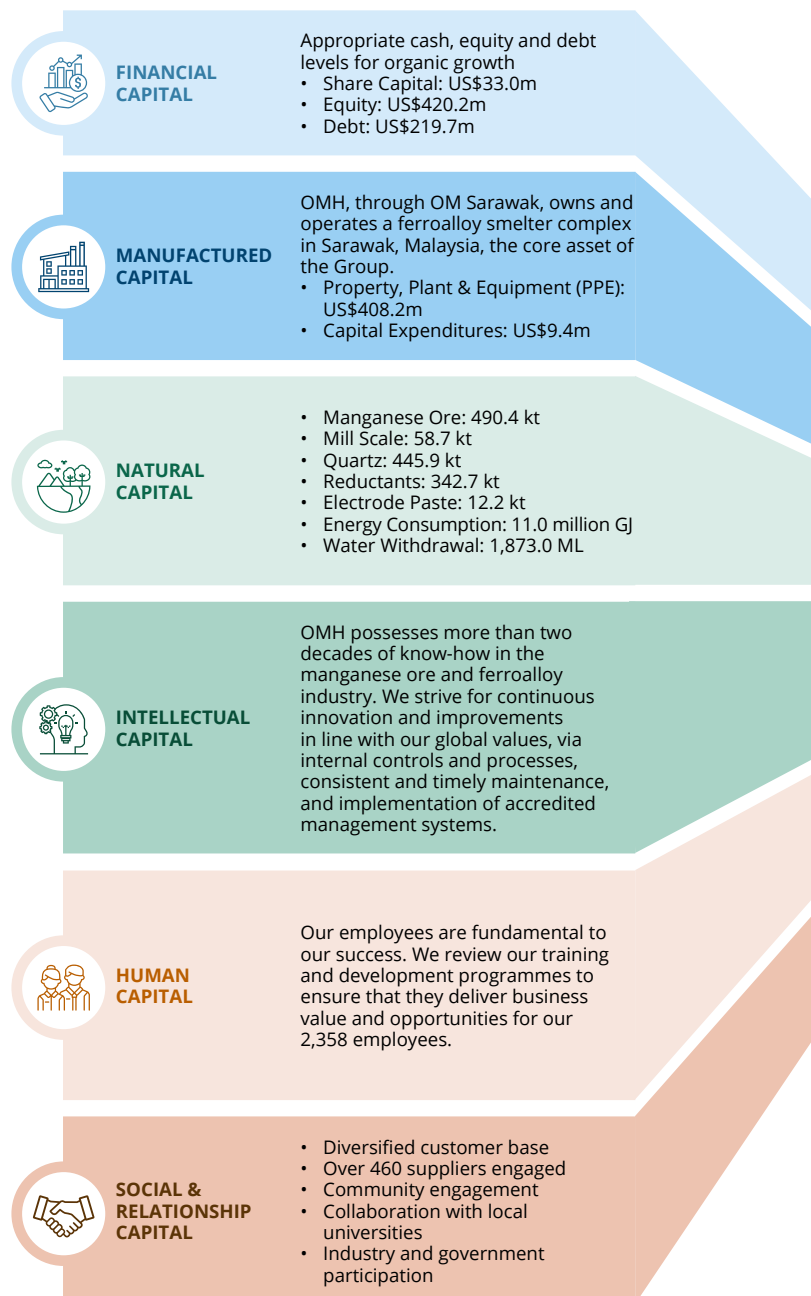 FINANCIAL
CAPITAL
Appropriate cash, equity and debt
levels for organic growth
• Share Capital: US$33.0m
• Equity: US$420.2m
• Debt: US$219.7m
MANUFACTURED
CAPITAL
OMH, through OM Sarawak, owns and
operates a ferroalloy smelter complex
in Sarawak, Malaysia, the core asset of
the Group.
• Property, Plant & Equipment (PPE):
US$408.2m
• Capital Expenditures: US$9.4m
NATURAL
CAPITAL
• Manganese Ore: 490.4 kt
• Mill Scale: 58.7 kt
• Quartz: 445.9 kt
• Reductants: 342.7 kt
• Electrode Paste: 12.2 kt
• Energy Consumption: 11.0 million GJ
• Water Withdrawal: 1,873.0 ML
INTELLECTUAL
CAPITAL
OMH possesses more than two
decades of know-how in the
manganese ore and ferroalloy
industry. We strive for continuous
innovation and improvements
in line with our global values, via
internal controls and processes,
consistent and timely maintenance,
and implementation of accredited
management systems.
HUMAN
CAPITAL
Our employees are fundamental to
our success. We review our training
and development programmes to
ensure that they deliver business
value and opportunities for our
2,358 employees.
SOCIAL &
RELATIONSHIP
CAPITAL
• Diversified customer base
• Over 460 suppliers engaged
• Community engagement
• Collaboration with local
universities
• Industry and government
participation